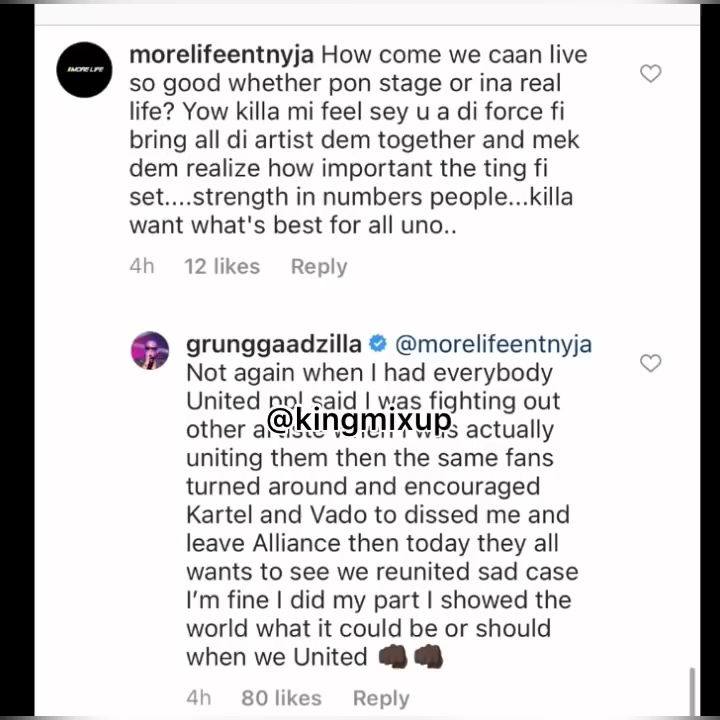 #MORE LIFE
morelifeentnyja How come we caan live
so good whether pon stage or ina real
life? Yow killa mi feel sey u a di force fi
bring all di artist dem together and mek
dem realize how important the ting fi
set....strength in numbers people...killa
want what's best for all uno..
4h 12 likes Reply
grunggaadzilla @morelifeentnyja
Not again when I had everybody
United ppl said I was fighting out
@kingmixup
other when I was actually
uniting them then the same fans
turned around and encouraged
Kartel and Vado to dissed me and
leave Alliance then today they all
wants to see we reunited sad case
I'm fine I did my part I showed the
world what it could be or should
when we United 👊🏿👊🏿
4h 80 likes Reply